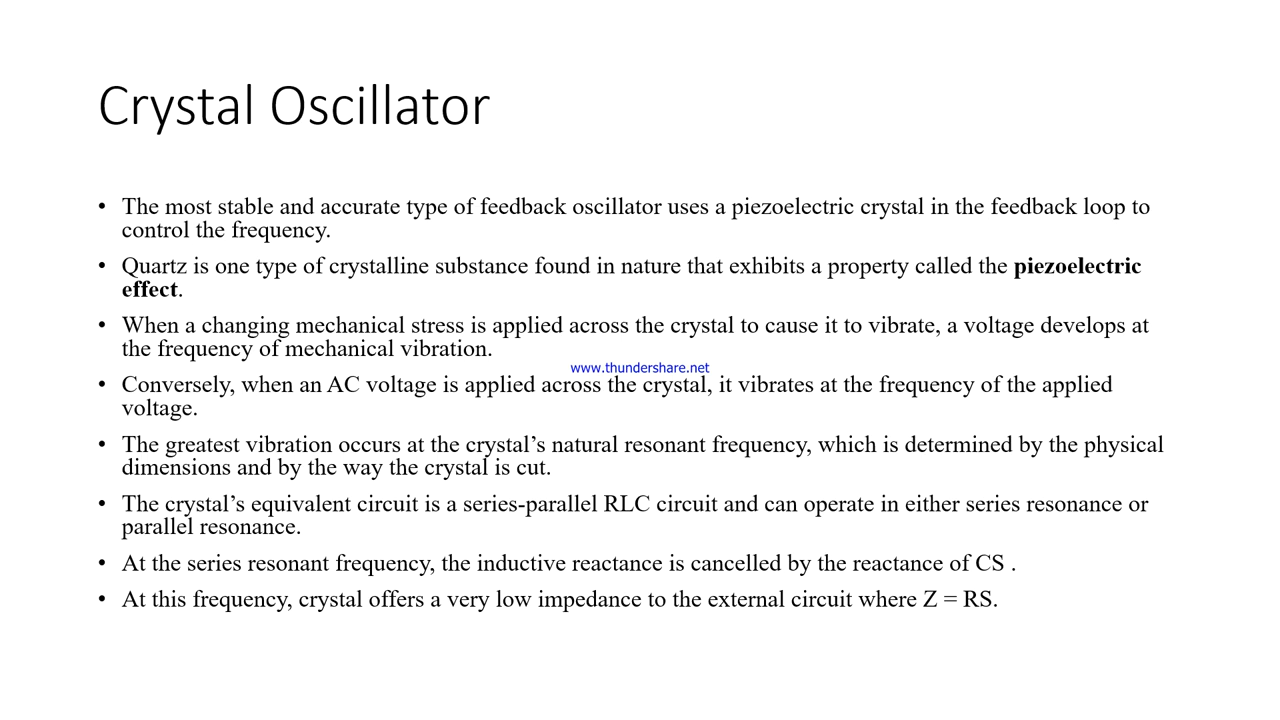 Crystal Oscillator
• The most stable and accurate type of feedback oscillator uses a piezoelectric crystal in the feedback loop to
control the frequency.
• Quartz is one type of crystalline substance found in nature that exhibits a property called the piezoelectric
effect.
• When a changing mechanical stress is applied across the crystal to cause it to vibrate, a voltage develops at
the frequency of mechanical vibration.
www.thundershare.net
• Conversely, when an AC voltage is applied across the crystal, it vibrates at the frequency of the applied
voltage.
• The greatest vibration occurs at the crystal’s natural resonant frequency, which is determined by the physical
dimensions and by the way the crystal is cut.
• The crystal’s equivalent circuit is a series-parallel RLC circuit and can operate in either series resonance or
parallel resonance.
• At the series resonant frequency, the inductive reactance is cancelled by the reactance of CS .
• At this frequency, crystal offers a very low impedance to the external circuit where Z = RS.